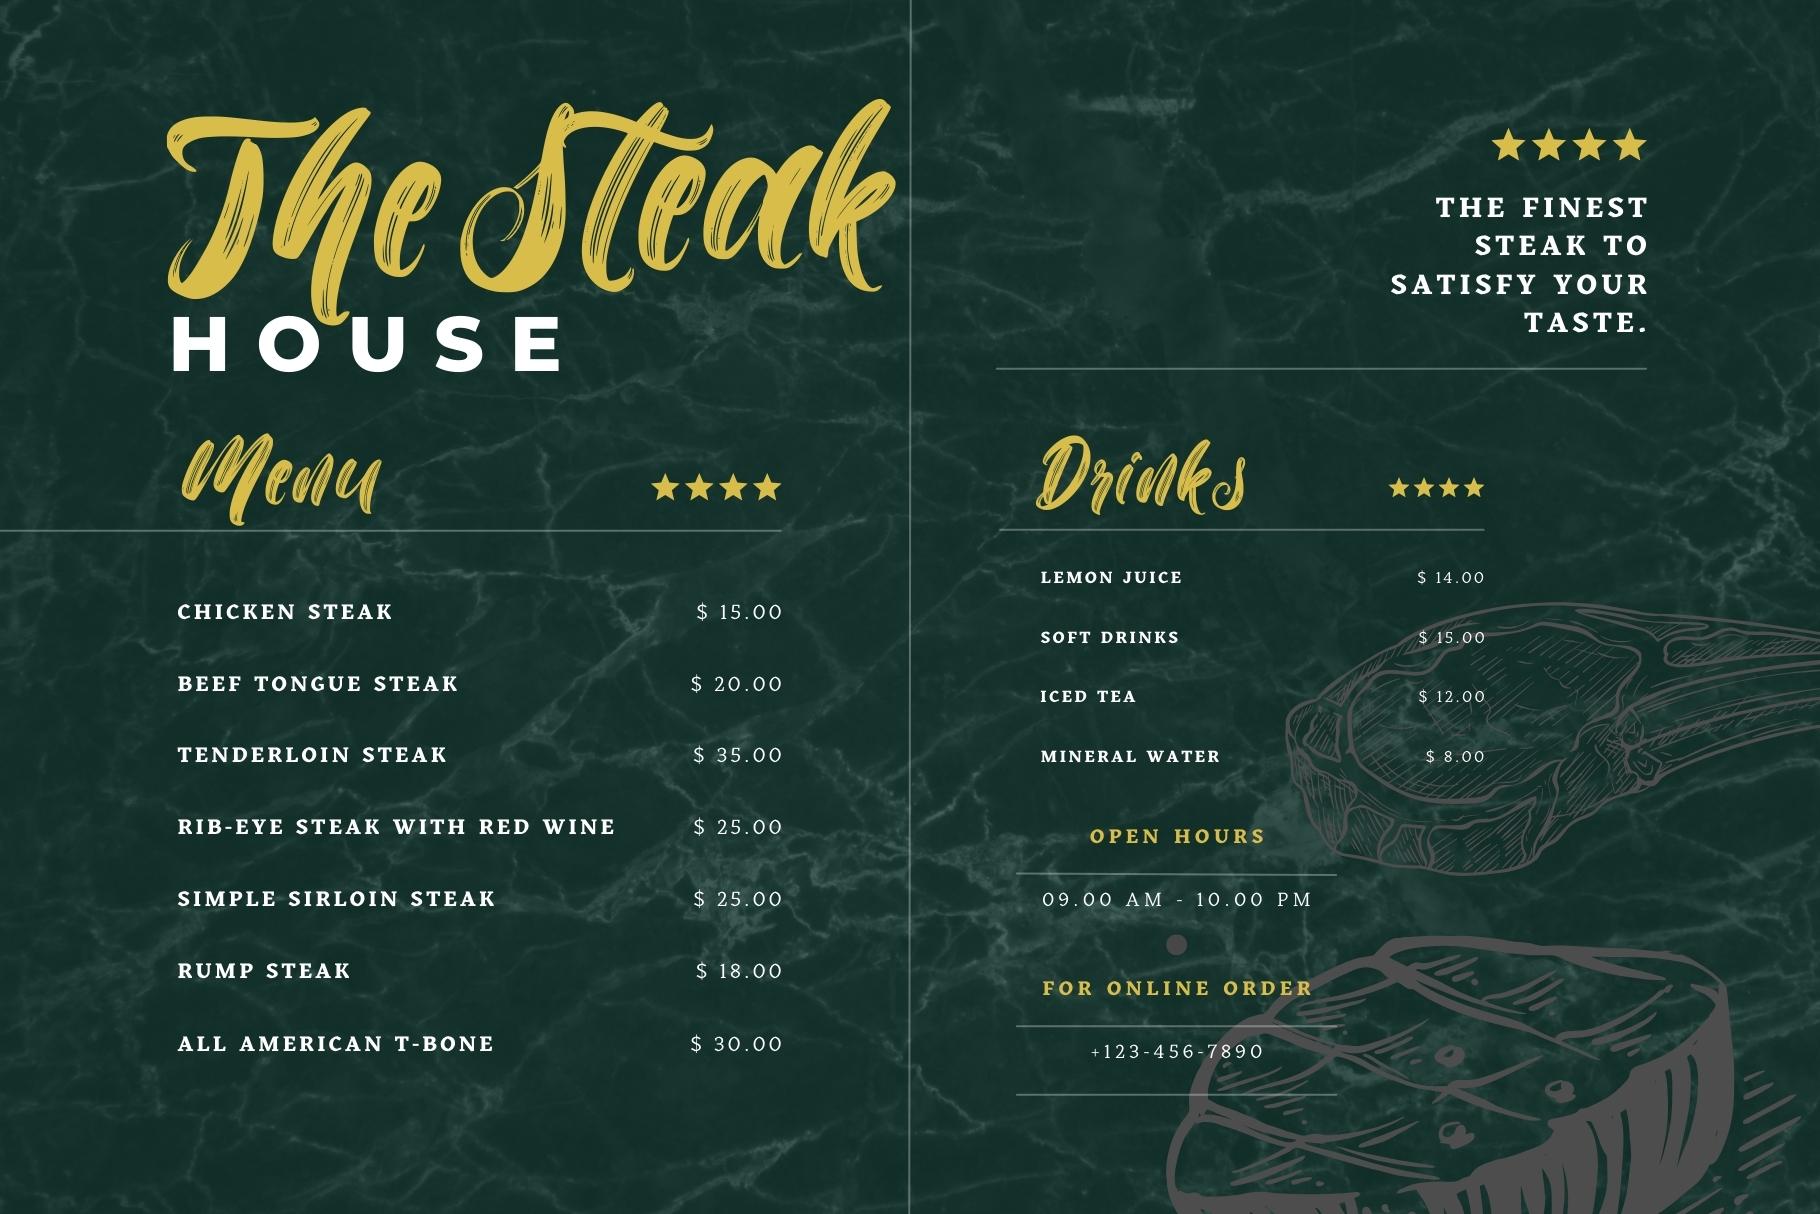 The Steak
HOUSE
Menu
CHICKEN STEAK $ 15.00
BEEF TONGUE STEAK $ 20.00
TENDERLOIN STEAK $ 35.00
RIB-EYE STEAK WITH RED WINE $ 25.00
SIMPLE SIRLOIN STEAK $ 25.00
RUMP STEAK $ 18.00
ALL AMERICAN T-BONE $ 30.00
THE FINEST
STEAK TO
SATISFY YOUR
TASTE.
Drinks
LEMON JUICE $ 14.00
SOFT DRINKS $ 15.00
ICED TEA $ 12.00
MINERAL WATER $ 8.00
OPEN HOURS
09.00 AM - 10.00 PM
FOR ONLINE ORDER
+123-456-7890